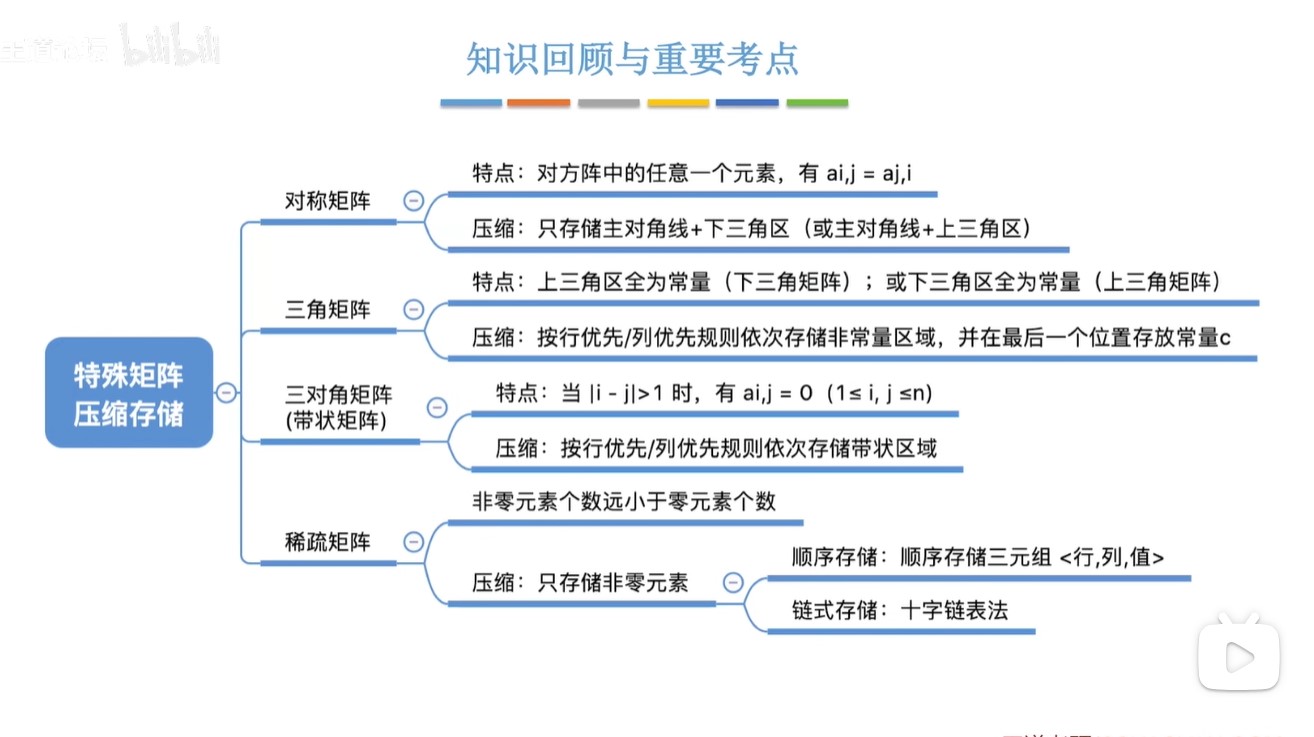 bilibili
知识回顾与重要考点
特点：对方阵中的任意一个元素，有 ai,j = aj,i
对称矩阵
压缩：只存储主对角线+下三角区（或主对角线+上三角区）
特点：上三角区全为常量（下三角矩阵）；或下三角区全为常量（上三角矩阵）
三角矩阵
压缩：按行优先/列优先规则依次存储非常量区域，并在最后一个位置存放常量c
特殊矩阵
压缩存储
三对角矩阵
(带状矩阵)
特点：当 |i - j|>1 时，有 ai,j = 0（1≤ i, j ≤n)
压缩：按行优先/列优先规则依次存储带状区域
非零元素个数远小于零元素个数
稀疏矩阵
压缩：只存储非零元素
顺序存储：顺序存储三元组 <行,列,值>
链式存储：十字链表法